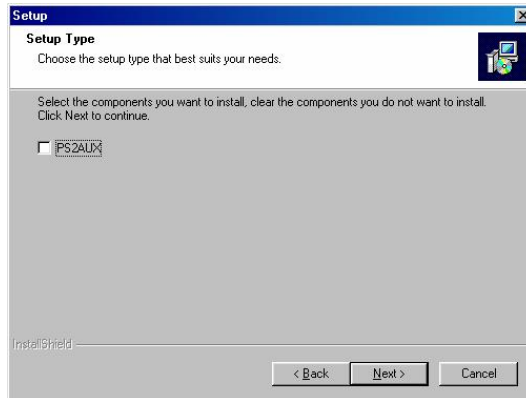 Setup
Setup Type
Choose the setup type that best suits your needs.
Select the components you want to install, clear the components you do not want to install.
Click Next to continue.
PS2AUX
InstallShield
< Back Next > Cancel